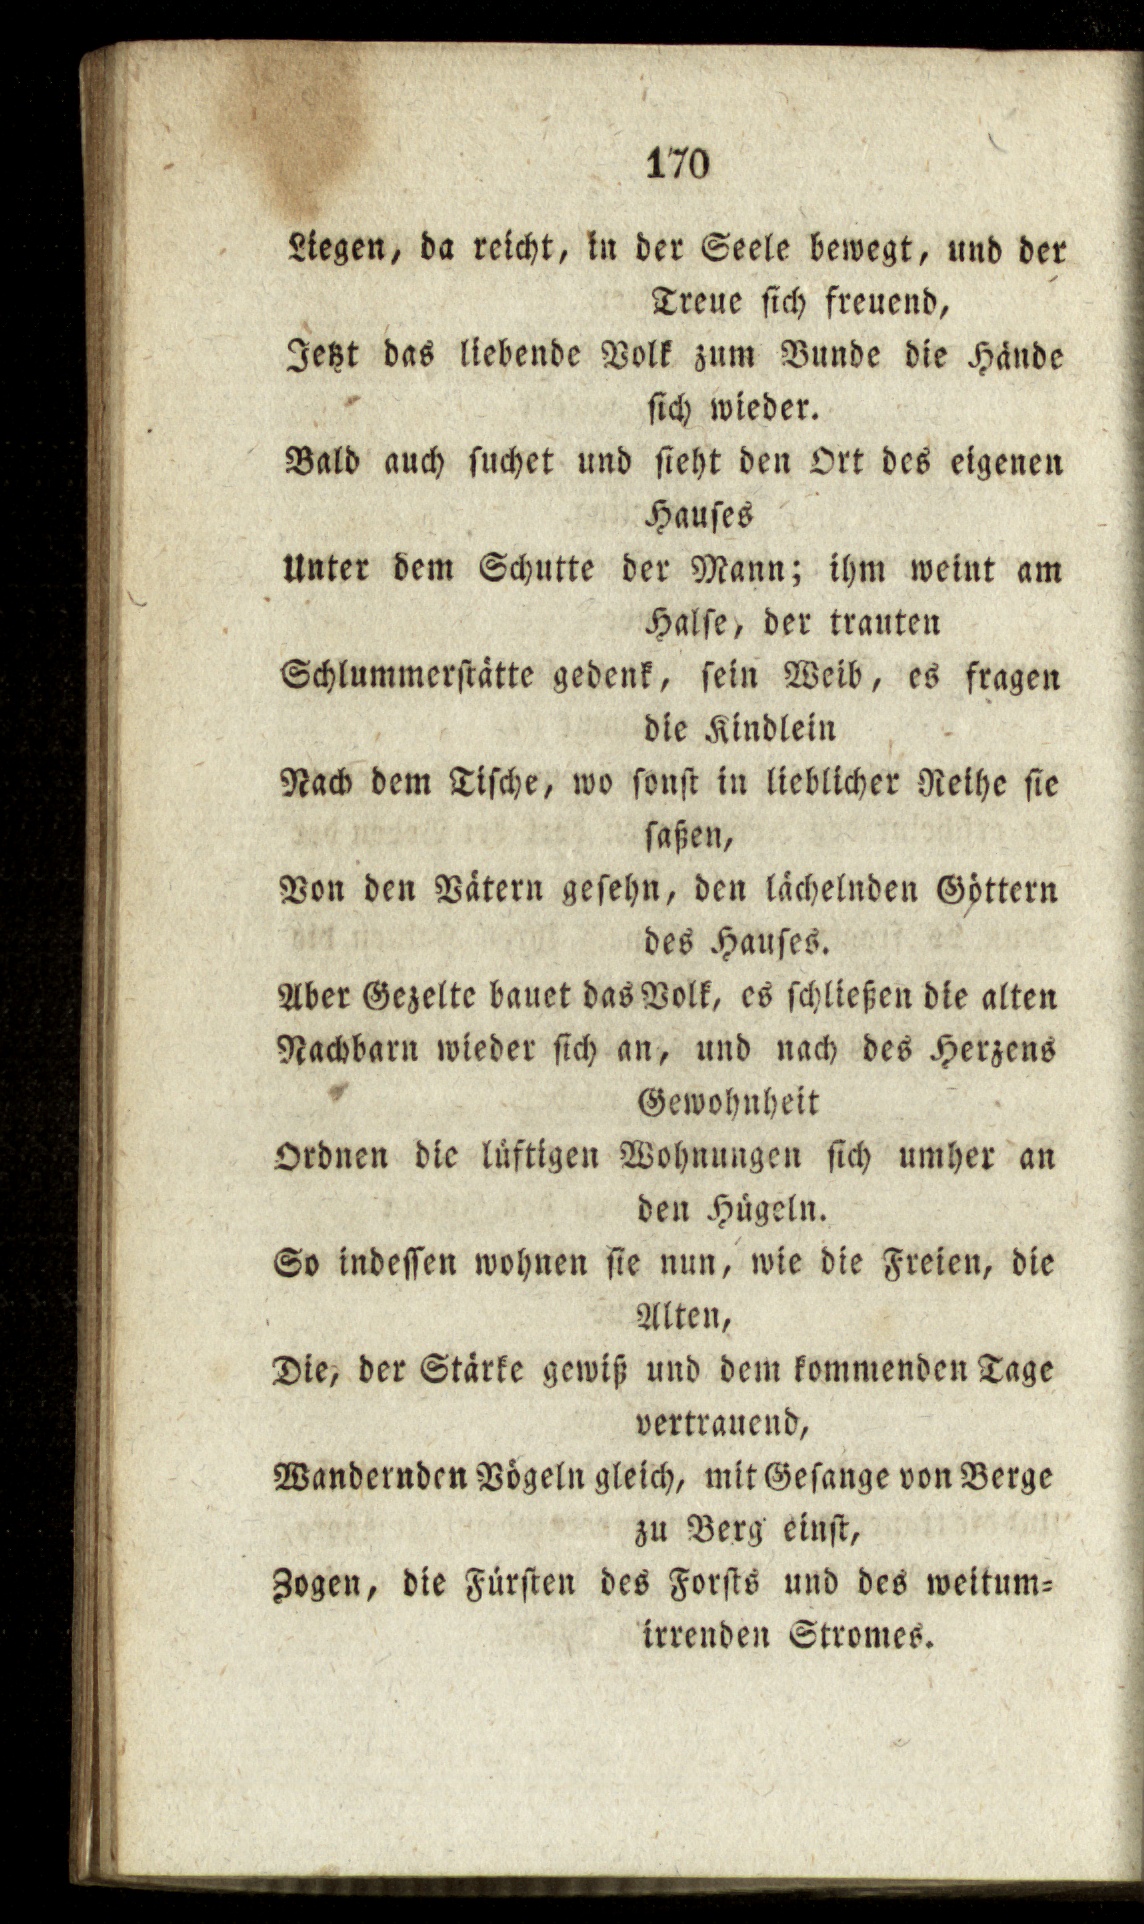 170
Liegen, da reicht, in der Seele bewegt, und der
Treue sich freuend,
Jetzt das liebende Volk zum Bunde die Hände
sich wieder.
Bald auch suchet und sieht den Ort des eigenen
Hauses
Unter dem Schutte der Mann; ihm weint am
Halse, der trauten
Schlummerstätte gedenk, sein Weib, es fragen
die Kindlein
Nach dem Tische, wo sonst in lieblicher Reihe sie
saßen,
Von den Vätern gesehn, den lächelnden Göttern
des Hauses.
Aber Gezelte bauet das Volk, es schließen die alten
Nachbarn wieder sich an, und nach des Herzens
Gewohnheit
Ordnen die lüftigen Wohnungen sich umher an
den Hügeln.
So indessen wohnen sie nun, wie die Freien, die
Alten,
Die, der Stärke gewiß und dem kommenden Tage
vertrauend,
Wandernden Vögeln gleich, mit Gesange von Berge
zu Berg einst,
Zogen, die Fürsten des Forsts und des weitum-
irrenden Stromes.